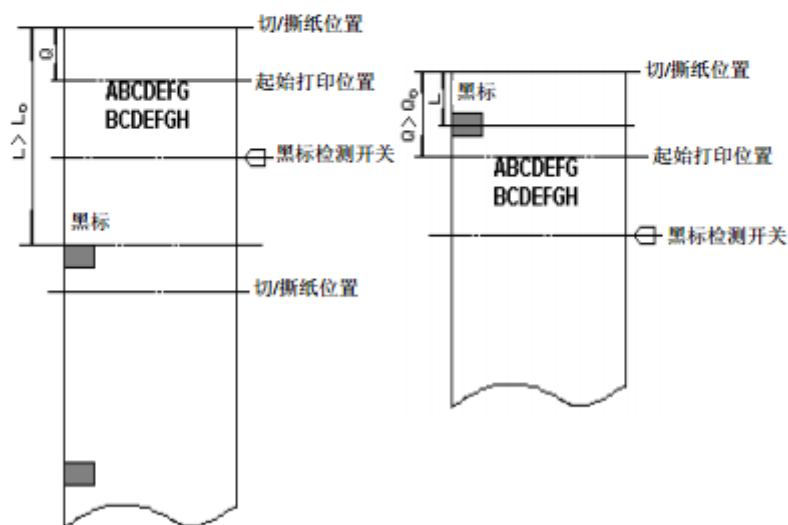 切/撕纸位置
Q
起始打印位置
ABCDEFG
BCDEFGH
L > L₀
黑标检测开关
黑标
切/撕纸位置
切/撕纸位置
黑标
L
Q > Q₀
起始打印位置
ABCDEFG
BCDEFGH
黑标检测开关